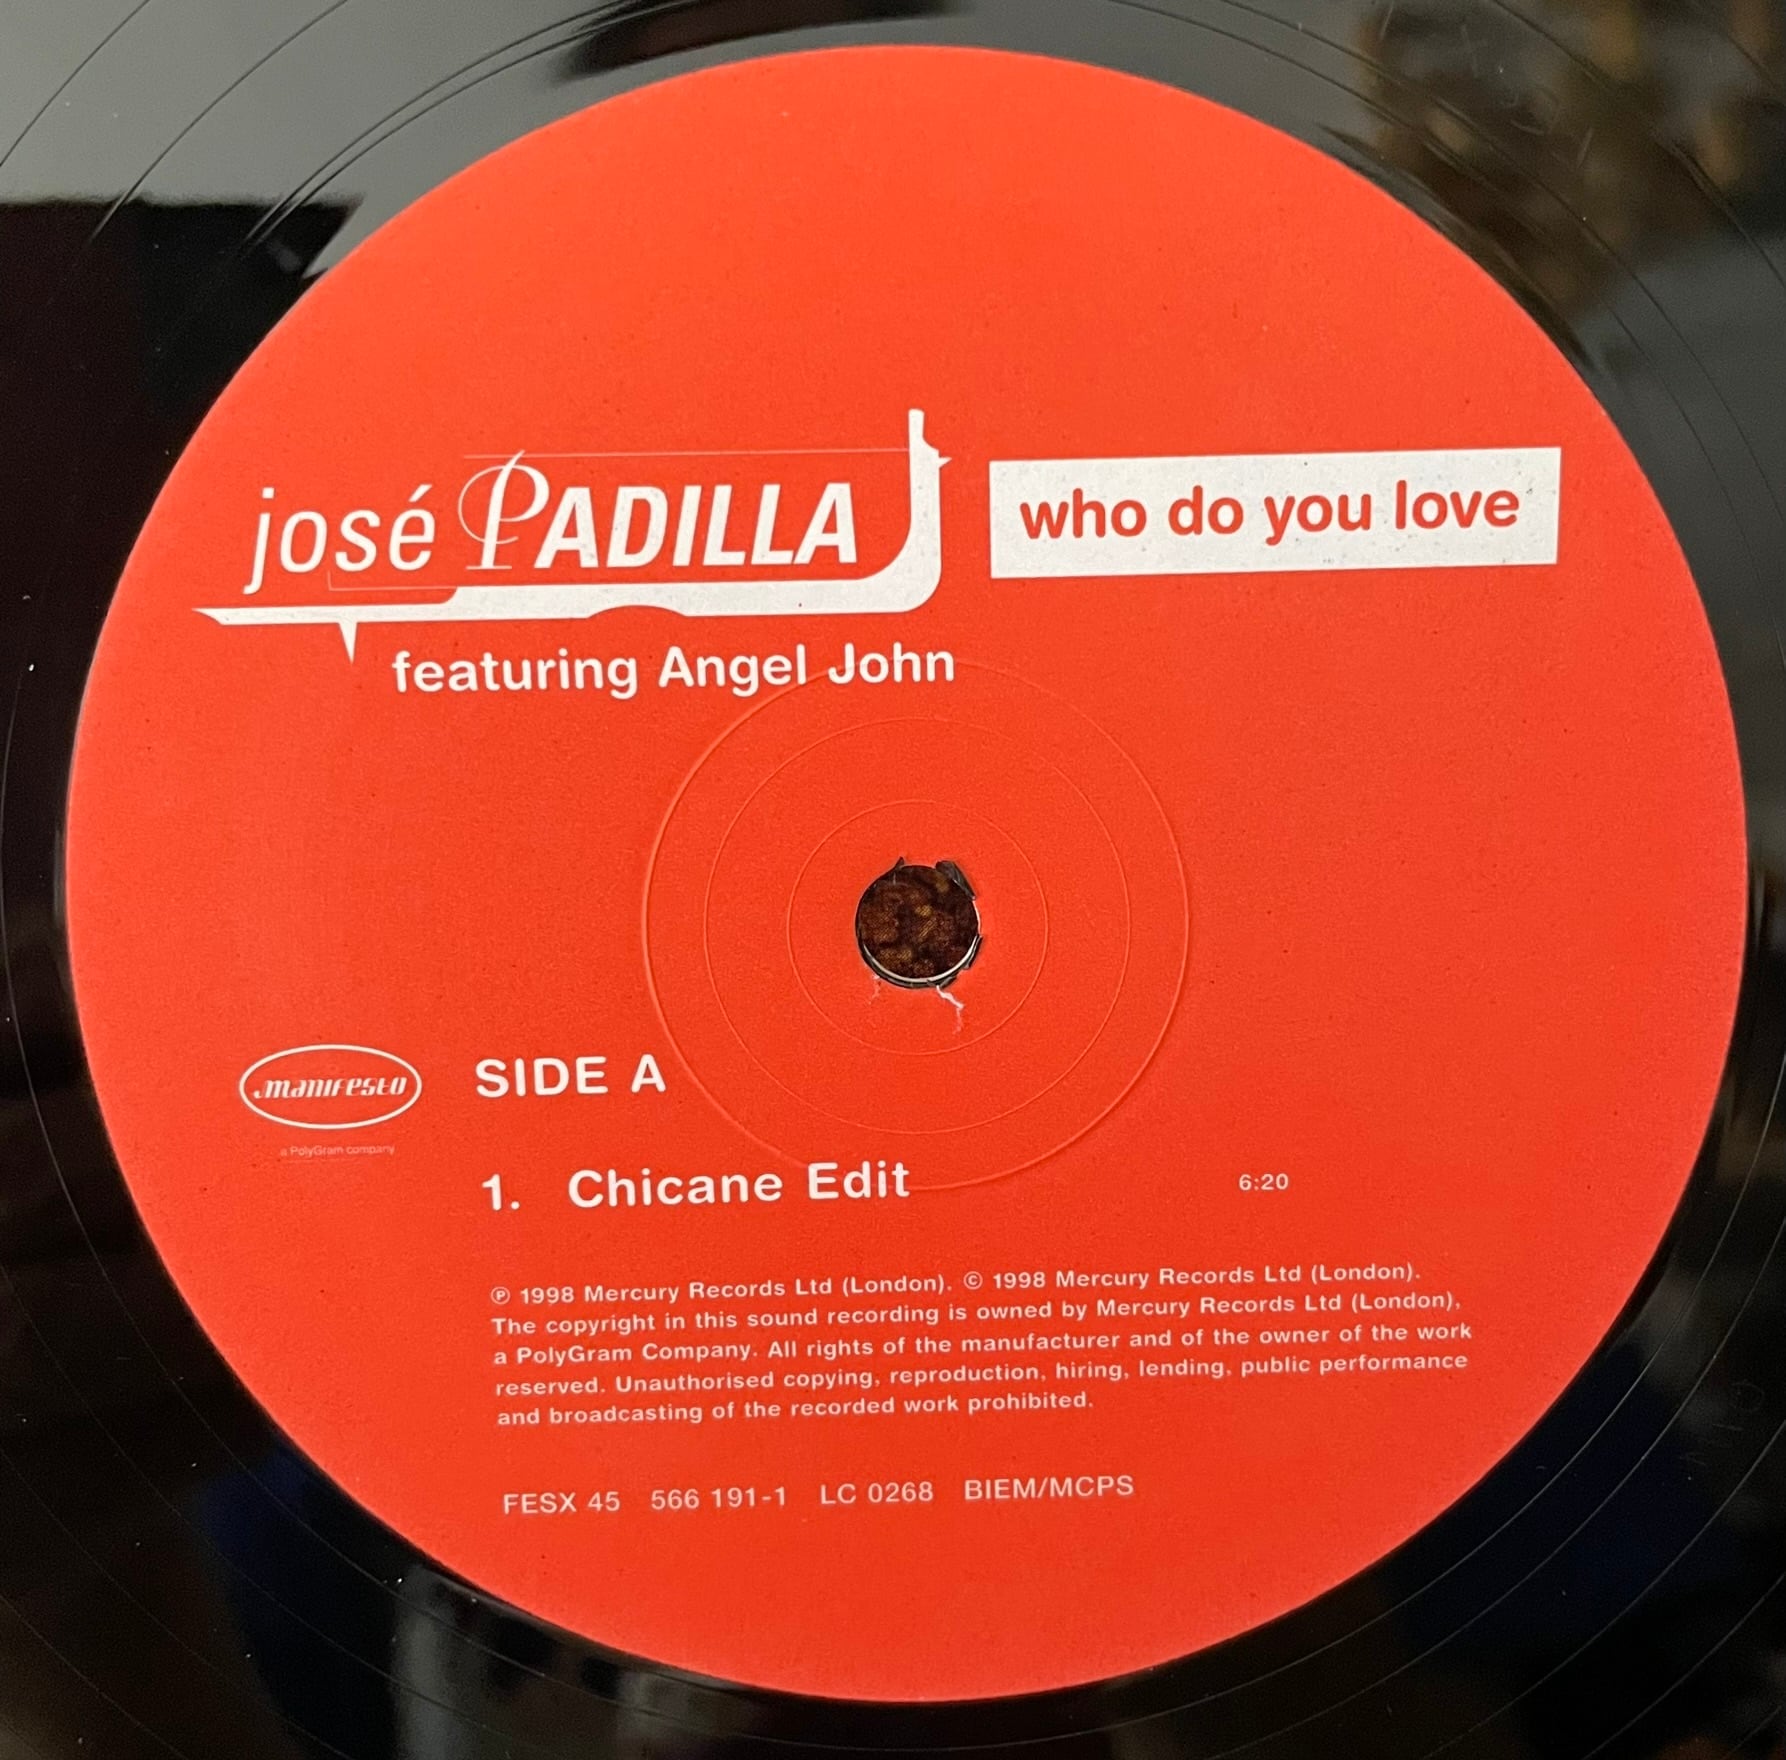 josé PADILLA
who do you love
featuring Angel John
manifesto
a PolyGram company
SIDE A
1. Chicane Edit 6:20
℗ 1998 Mercury Records Ltd (London). © 1998 Mercury Records Ltd (London).
The copyright in this sound recording is owned by Mercury Records Ltd (London),
a PolyGram Company. All rights of the manufacturer and of the owner of the work
reserved. Unauthorised copying, reproduction, hiring, lending, public performance
and broadcasting of the recorded work prohibited.
FESX 45 566 191-1 LC 0268 BIEM/MCPS